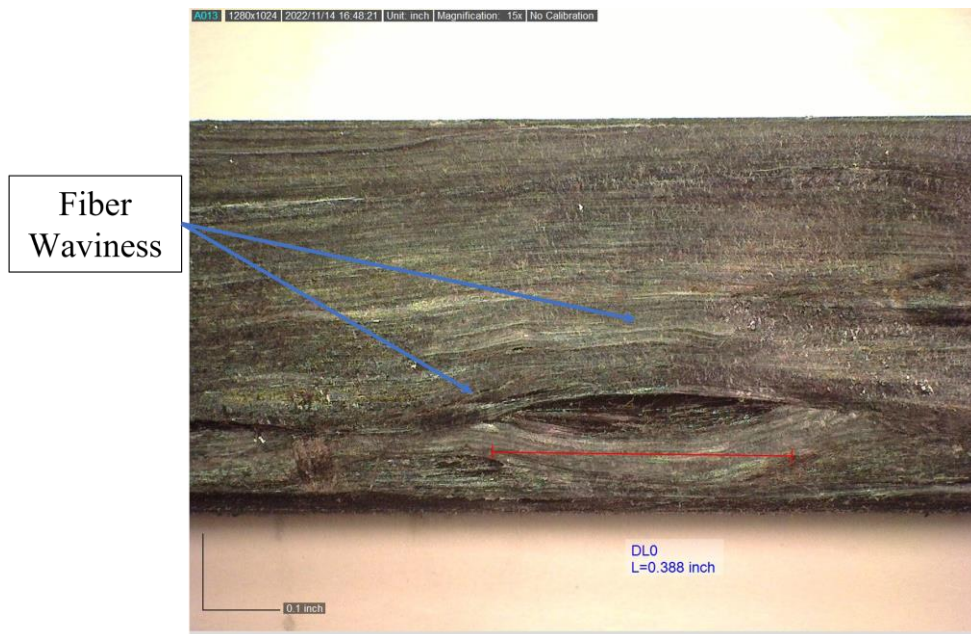 A013 1280x1024 2022/11/14 16:48:21 Unit: inch Magnification: 15x No Calibration
Fiber
Waviness
DL0
L=0.388 inch
0.1 inch